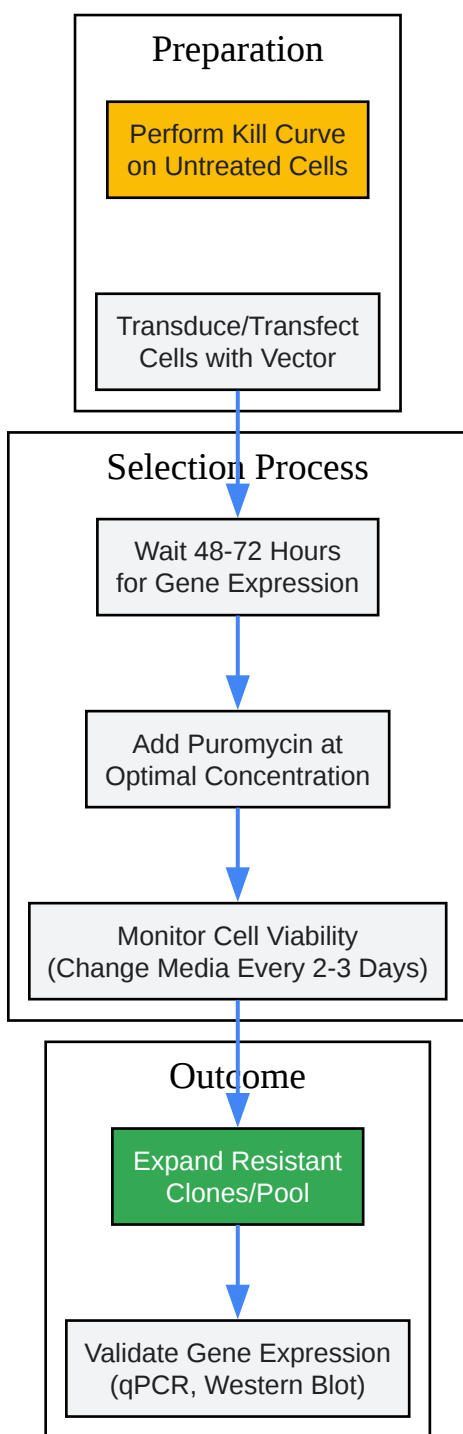 Preparation
Perform Kill Curve
on Untreated Cells
Transduce/Transfect
Cells with Vector
Selection Process
Wait 48-72 Hours
for Gene Expression
Add Puromycin at
Optimal Concentration
Monitor Cell Viability
(Change Media Every 2-3 Days)
Outcome
Expand Resistant
Clones/Pool
Validate Gene Expression
(qPCR, Western Blot)